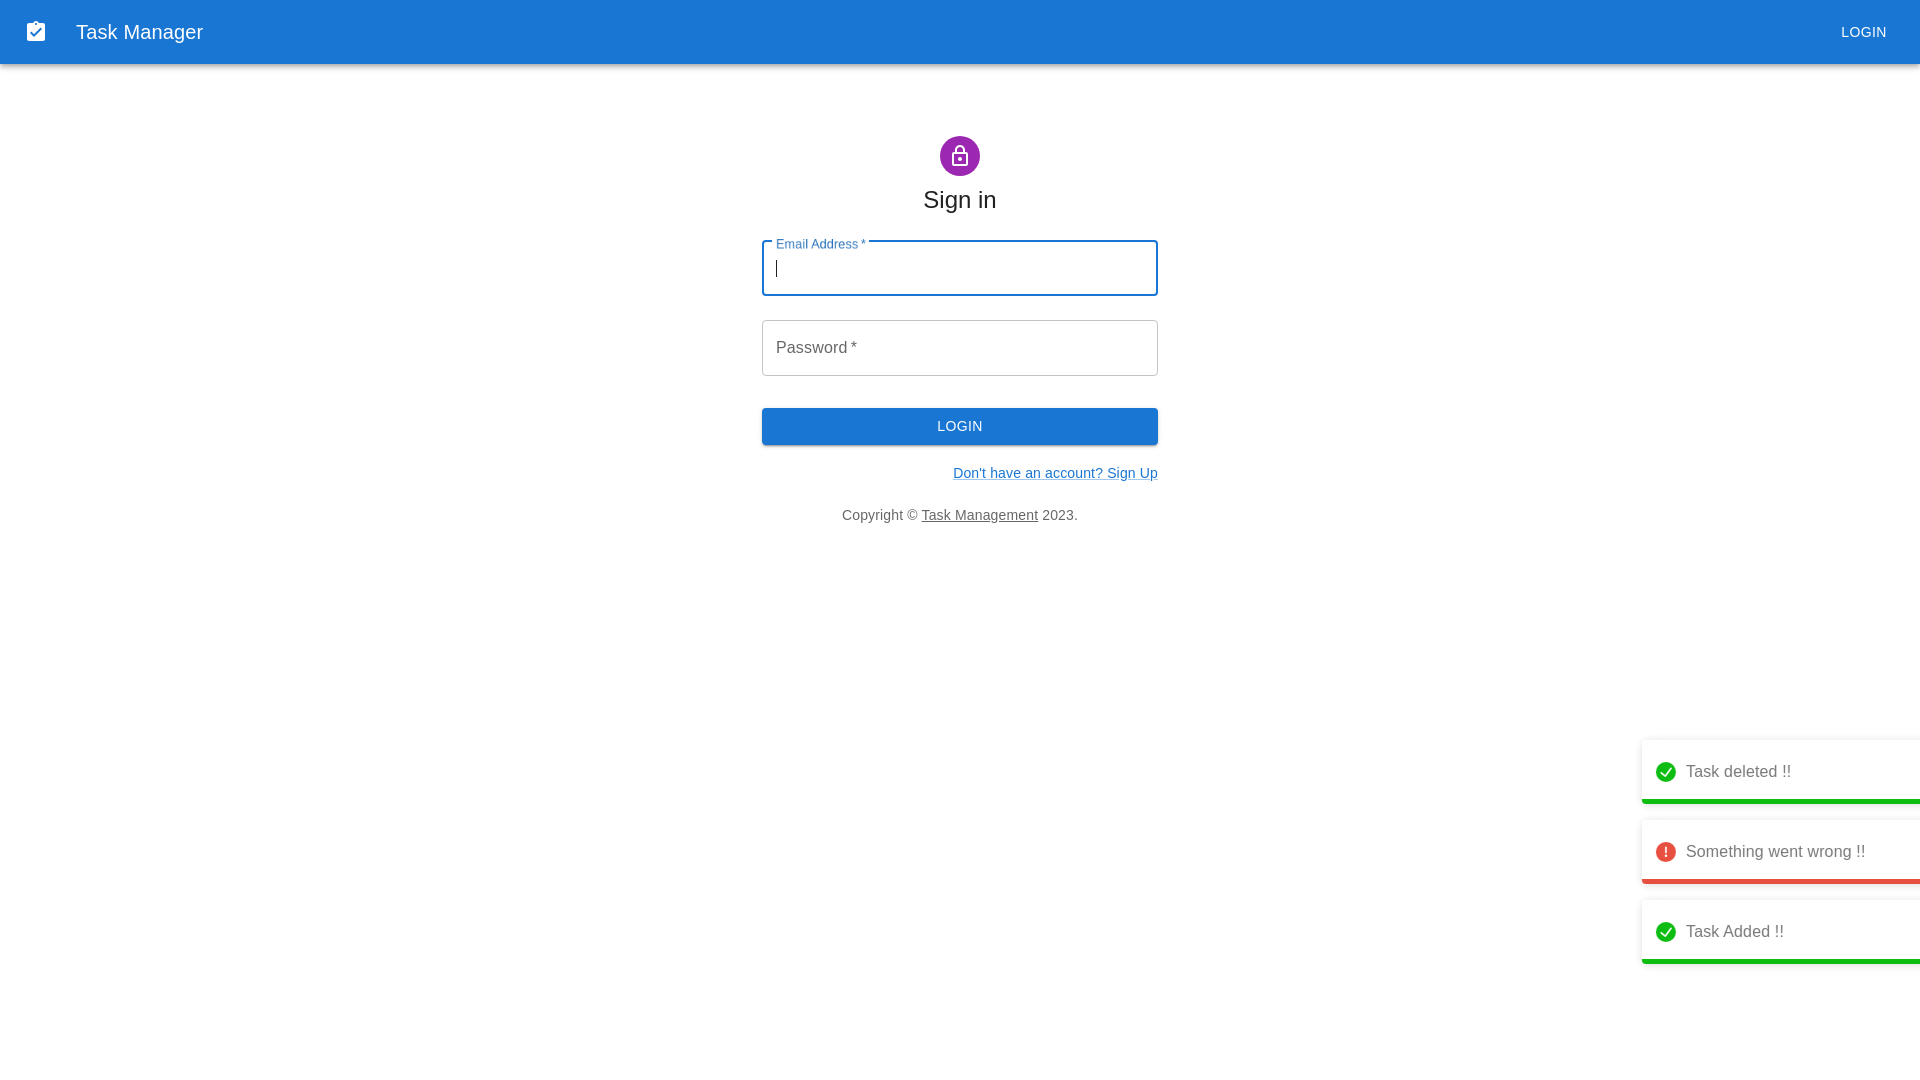 Task Manager
LOGIN
Sign in
Email Address *
Password *
LOGIN
Don't have an account? Sign Up
Copyright © Task Management 2023.
Task deleted !!
Something went wrong !!
Task Added !!